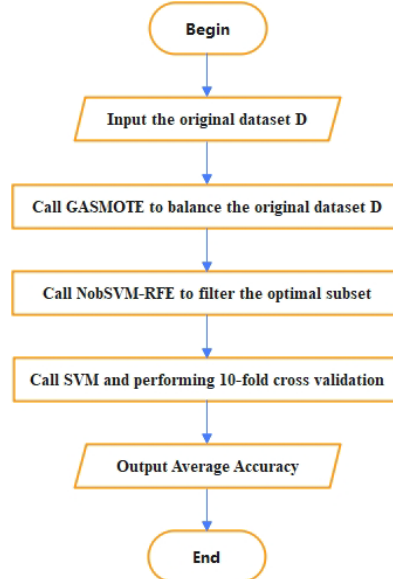 Begin
Input the original dataset D
Call GASMOTE to balance the original dataset D
Call NobSVM-RFE to filter the optimal subset
Call SVM and performing 10-fold cross validation
Output Average Accuracy
End